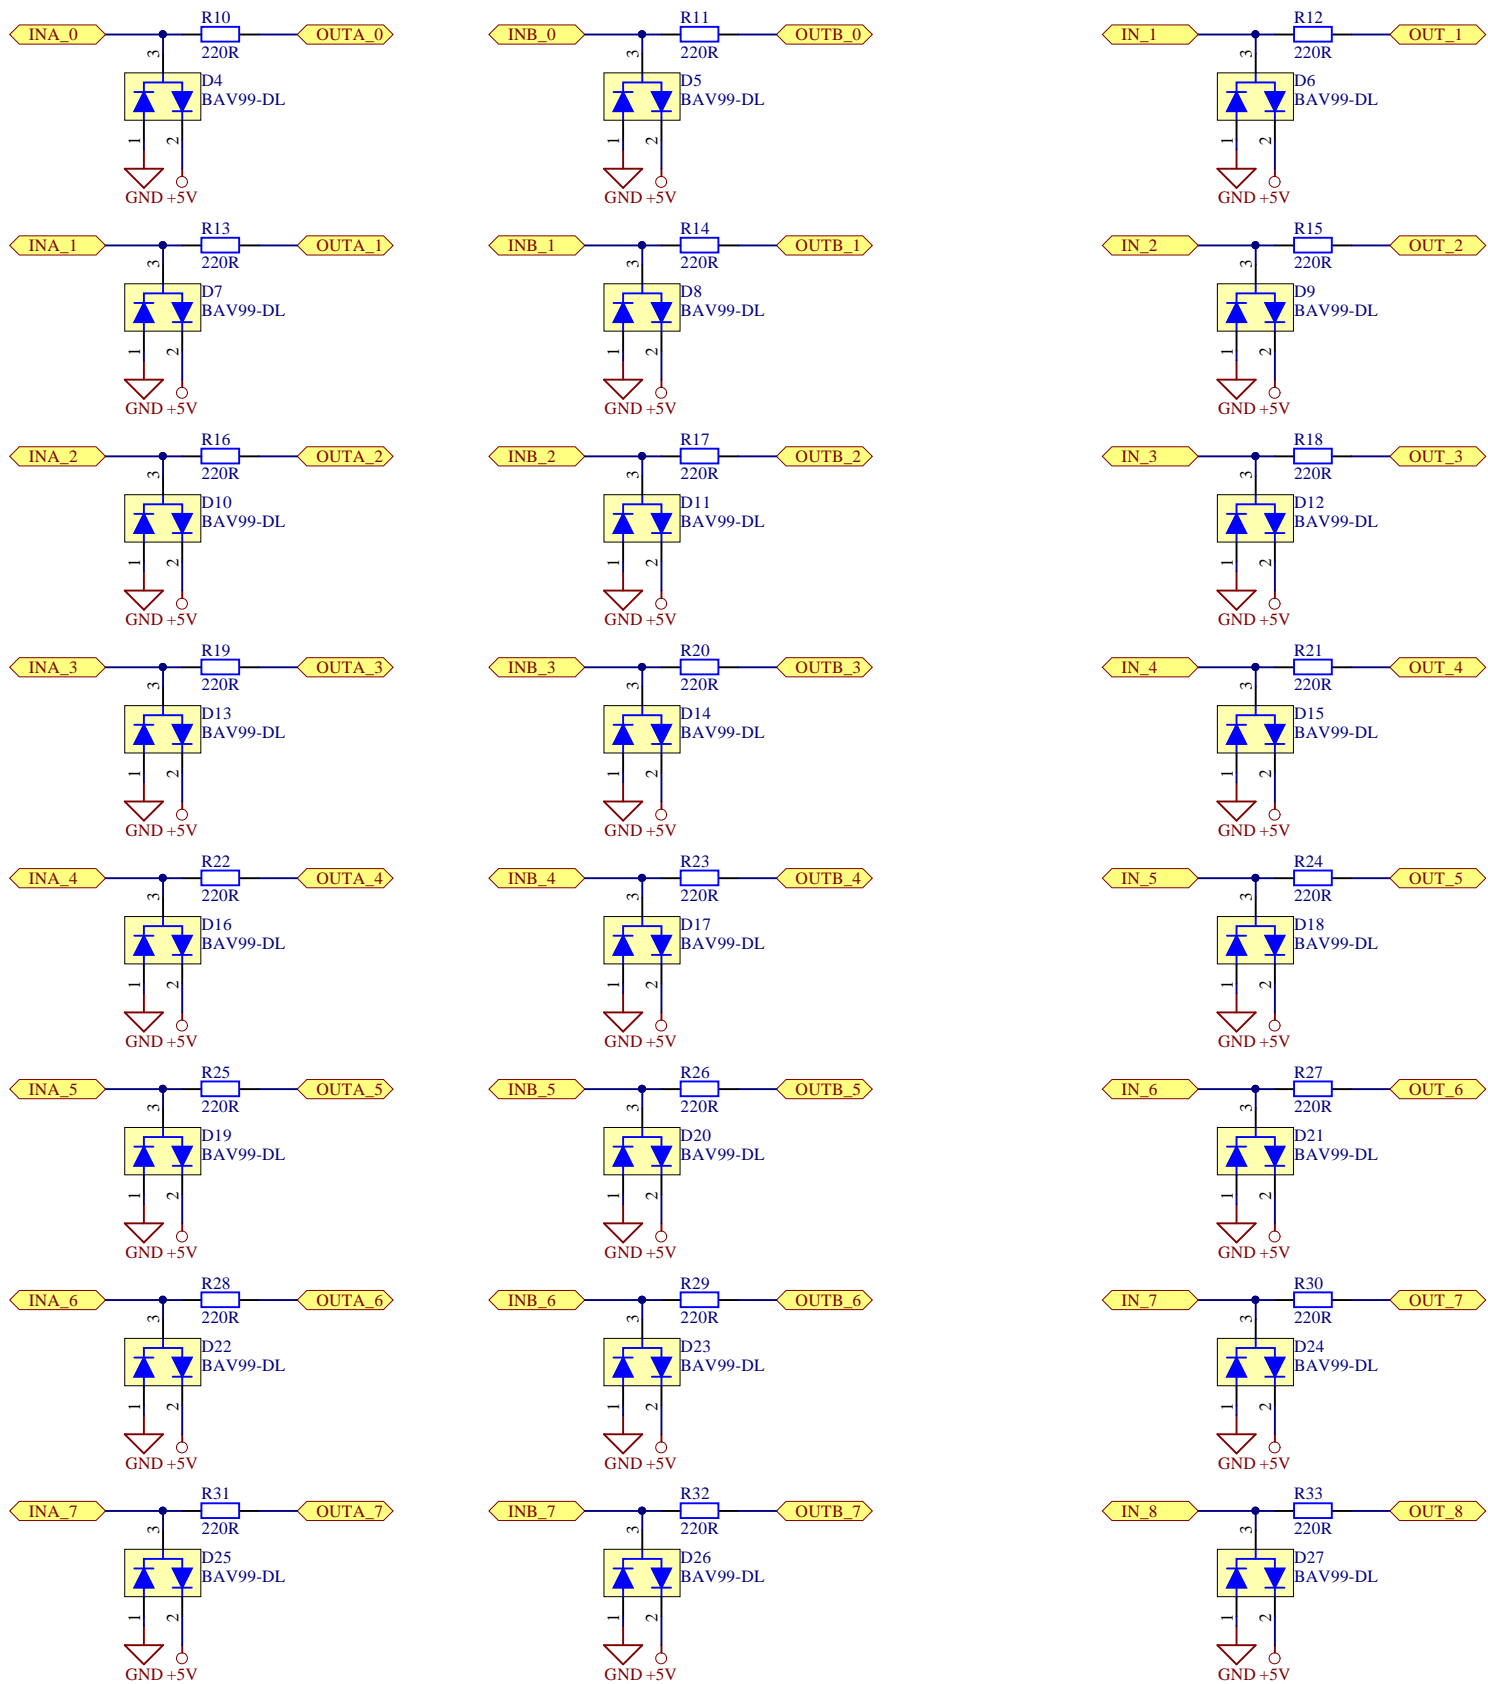 INA_0 R10 220R OUTA_0 INB_0 R11 220R OUTB_0 IN_1 R12 220R OUT_1
3 D4 BAV99-DL 3 D5 BAV99-DL 3 D6 BAV99-DL
1 2 1 2 1 2
GND +5V GND +5V GND +5V
INA_1 R13 220R OUTA_1 INB_1 R14 220R OUTB_1 IN_2 R15 220R OUT_2
3 D7 BAV99-DL 3 D8 BAV99-DL 3 D9 BAV99-DL
1 2 1 2 1 2
GND +5V GND +5V GND +5V
INA_2 R16 220R OUTA_2 INB_2 R17 220R OUTB_2 IN_3 R18 220R OUT_3
3 D10 BAV99-DL 3 D11 BAV99-DL 3 D12 BAV99-DL
1 2 1 2 1 2
GND +5V GND +5V GND +5V
INA_3 R19 220R OUTA_3 INB_3 R20 220R OUTB_3 IN_4 R21 220R OUT_4
3 D13 BAV99-DL 3 D14 BAV99-DL 3 D15 BAV99-DL
1 2 1 2 1 2
GND +5V GND +5V GND +5V
INA_4 R22 220R OUTA_4 INB_4 R23 220R OUTB_4 IN_5 R24 220R OUT_5
3 D16 BAV99-DL 3 D17 BAV99-DL 3 D18 BAV99-DL
1 2 1 2 1 2
GND +5V GND +5V GND +5V
INA_5 R25 220R OUTA_5 INB_5 R26 220R OUTB_5 IN_6 R27 220R OUT_6
3 D19 BAV99-DL 3 D20 BAV99-DL 3 D21 BAV99-DL
1 2 1 2 1 2
GND +5V GND +5V GND +5V
INA_6 R28 220R OUTA_6 INB_6 R29 220R OUTB_6 IN_7 R30 220R OUT_7
3 D22 BAV99-DL 3 D23 BAV99-DL 3 D24 BAV99-DL
1 2 1 2 1 2
GND +5V GND +5V GND +5V
INA_7 R31 220R OUTA_7 INB_7 R32 220R OUTB_7 IN_8 R33 220R OUT_8
3 D25 BAV99-DL 3 D26 BAV99-DL 3 D27 BAV99-DL
1 2 1 2 1 2
GND +5V GND +5V GND +5V